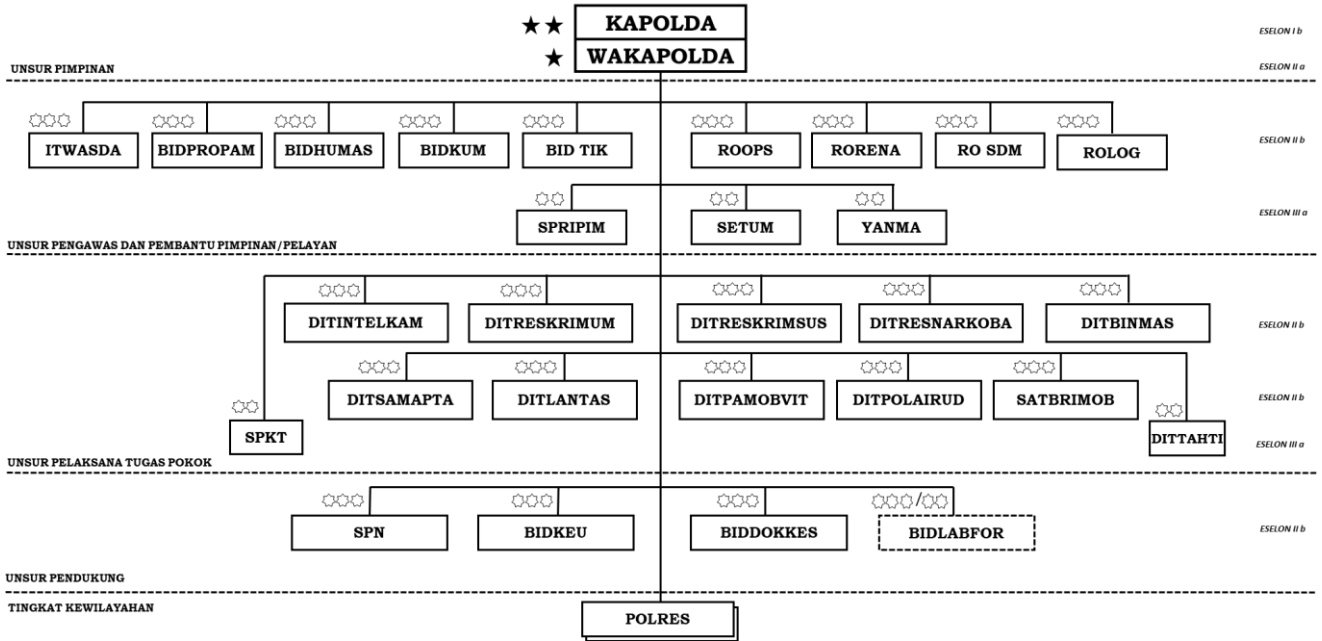 KAPOLDA
ESELON I b
WAKAPOLDA
ESELON II a
UNSUR PIMPINAN
ITWASDA
BIDPROPAM
BIDHUMAS
BIDKUM
BID TIK
ROOPS
RORENA
RO SDM
ROLOG
ESELON II b
SPRIPIM
SETUM
YANMA
ESELON III a
UNSUR PENGAWAS DAN PEMBANTU PIMPINAN/PELAYAN
DITINTELKAM
DITRESKRIMUM
DITRESKRIMSUS
DITRESNARKOBA
DITBINMAS
ESELON II b
DITSAMAPTA
DITLANTAS
DITPAMOBVIT
DITPOLAIRUD
SATBRIMOB
ESELON II b
SPKT
DITTAHTI
ESELON III a
UNSUR PELAKSANA TUGAS POKOK
/
SPN
BIDKEU
BIDDOKKES
BIDLABFOR
ESELON II b
UNSUR PENDUKUNG
TINGKAT KEWILAYAHAN
POLRES